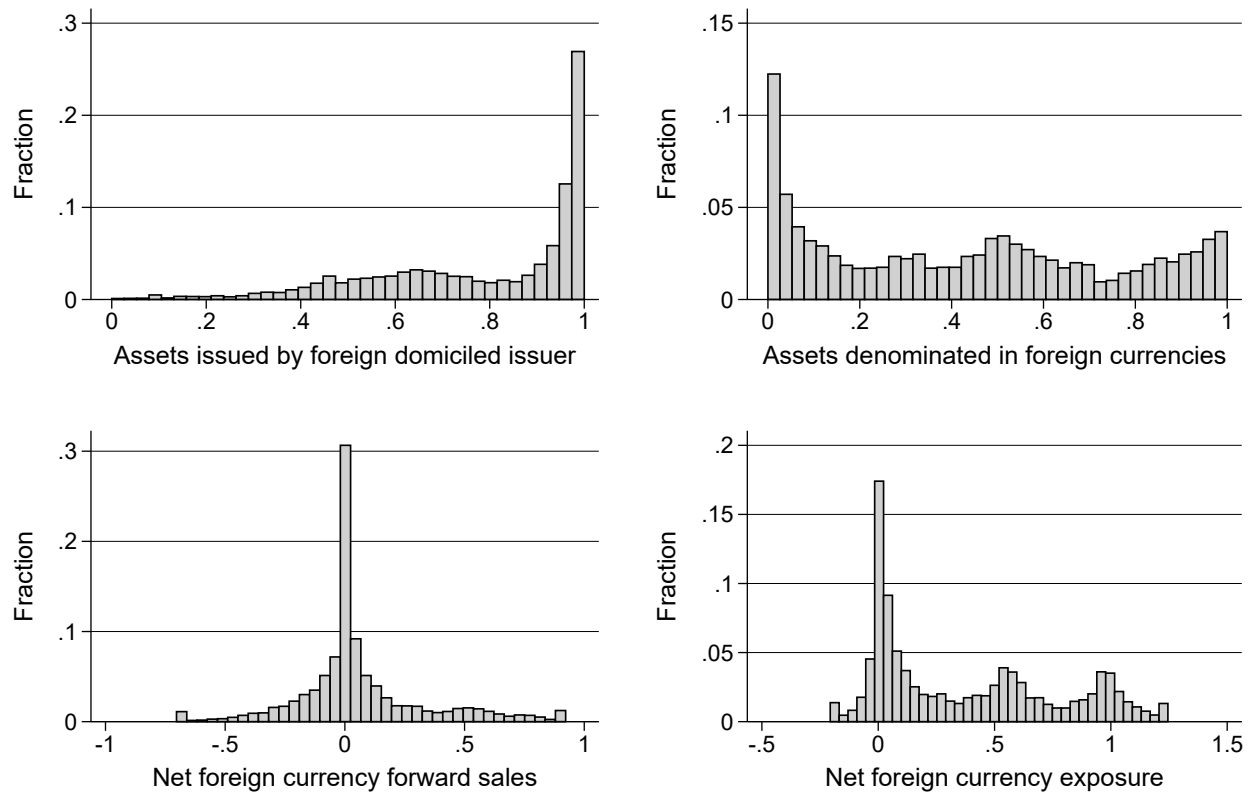 .3
.2
.1
0
Fraction
0 .2 .4 .6 .8 1
Assets issued by foreign domiciled issuer
.15
.1
.05
0
Fraction
0 .2 .4 .6 .8 1
Assets denominated in foreign currencies
.3
.2
.1
0
Fraction
-1 -.5 0 .5 1
Net foreign currency forward sales
.2
.15
.1
.05
0
Fraction
-.5 0 .5 1 1.5
Net foreign currency exposure